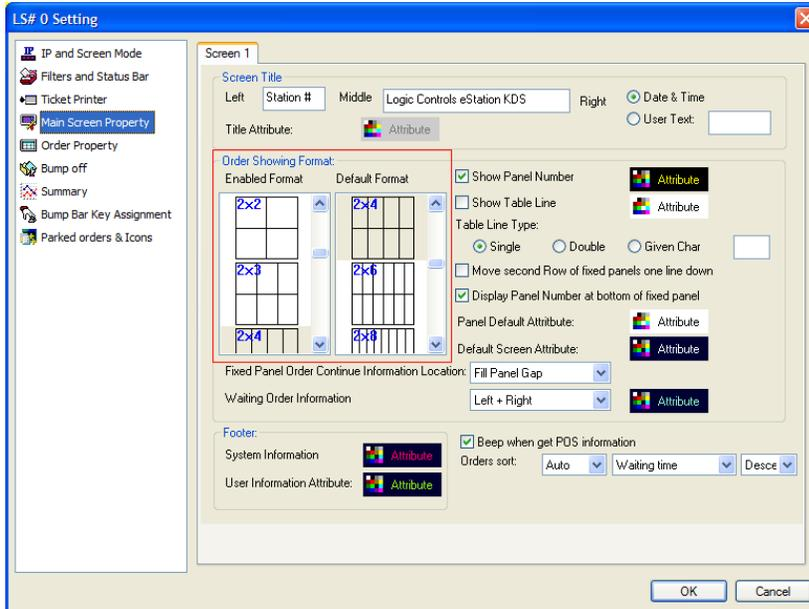 LS# 0 Setting
IP and Screen Mode
Filters and Status Bar
Ticket Printer
Main Screen Property
Order Property
Bump off
Summary
Bump Bar Key Assignment
Parked orders & Icons
Screen 1
Screen Title
Left Station # Middle Logic Controls eStation KDS Right Date & Time
User Text:
Title Attribute: Attribute
Order Showing Format:
Enabled Format Default Format
2x2
2x3
2x4
2x4
2x6
2x8
Show Panel Number Attribute
Show Table Line Attribute
Table Line Type:
Single Double Given Char
Move second Row of fixed panels one line down
Display Panel Number at bottom of fixed panel
Panel Default Attritbute: Attribute
Default Screen Attribute: Attribute
Fixed Panel Order Continue Information Location: Fill Panel Gap
Waiting Order Information Left + Right Attribute
Footer:
System Information Attribute
User Information Attribute: Attribute
Beep when get POS information
Orders sort: Auto Waiting time Desce
OK Cancel